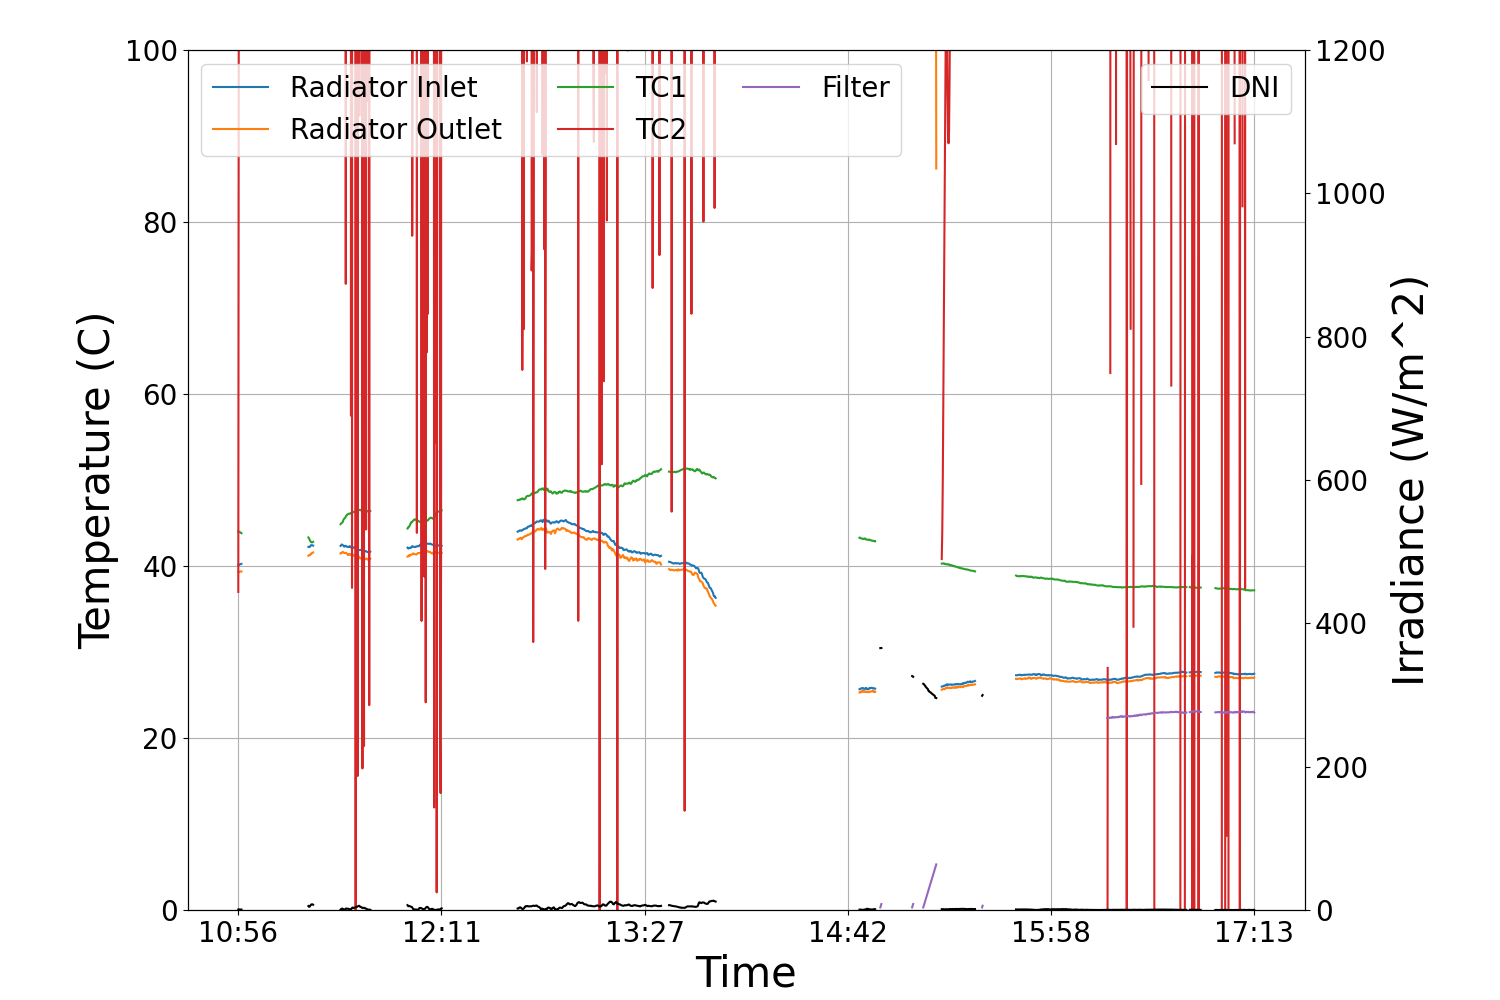 100
80
60
40
20
0
Temperature (C)
Radiator Inlet
Radiator Outlet
TC1
TC2
Filter
DNI
1200
1000
800
600
400
200
0
Irradiance (W/m^2)
10:56
12:11
13:27
14:42
15:58
17:13
Time